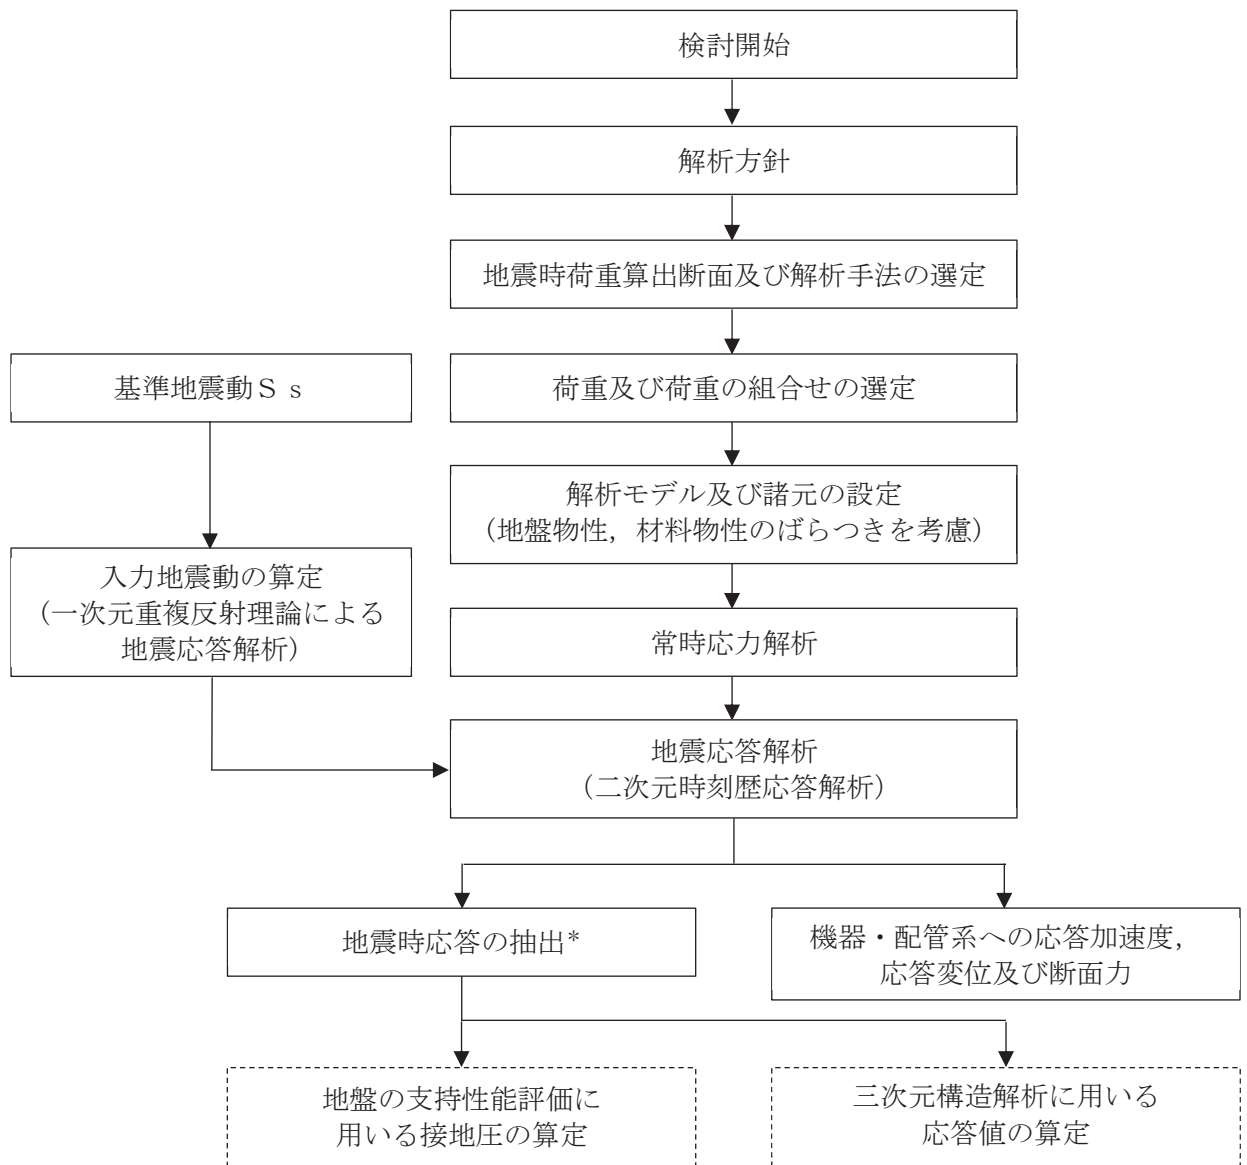 検討開始
解析方針
地震時荷重算出断面及び解析手法の選定
基準地震動Ｓｓ
荷重及び荷重の組合せの選定
解析モデル及び諸元の設定
（地盤物性，材料物性のばらつきを考慮）
入力地震動の算定
（一次元重複反射理論による
地震応答解析）
常時応力解析
地震応答解析
（二次元時刻歴応答解析）
地震時応答の抽出*
機器・配管系への応答加速度，
応答変位及び断面力
地盤の支持性能評価に
用いる接地圧の算定
三次元構造解析に用いる
応答値の算定